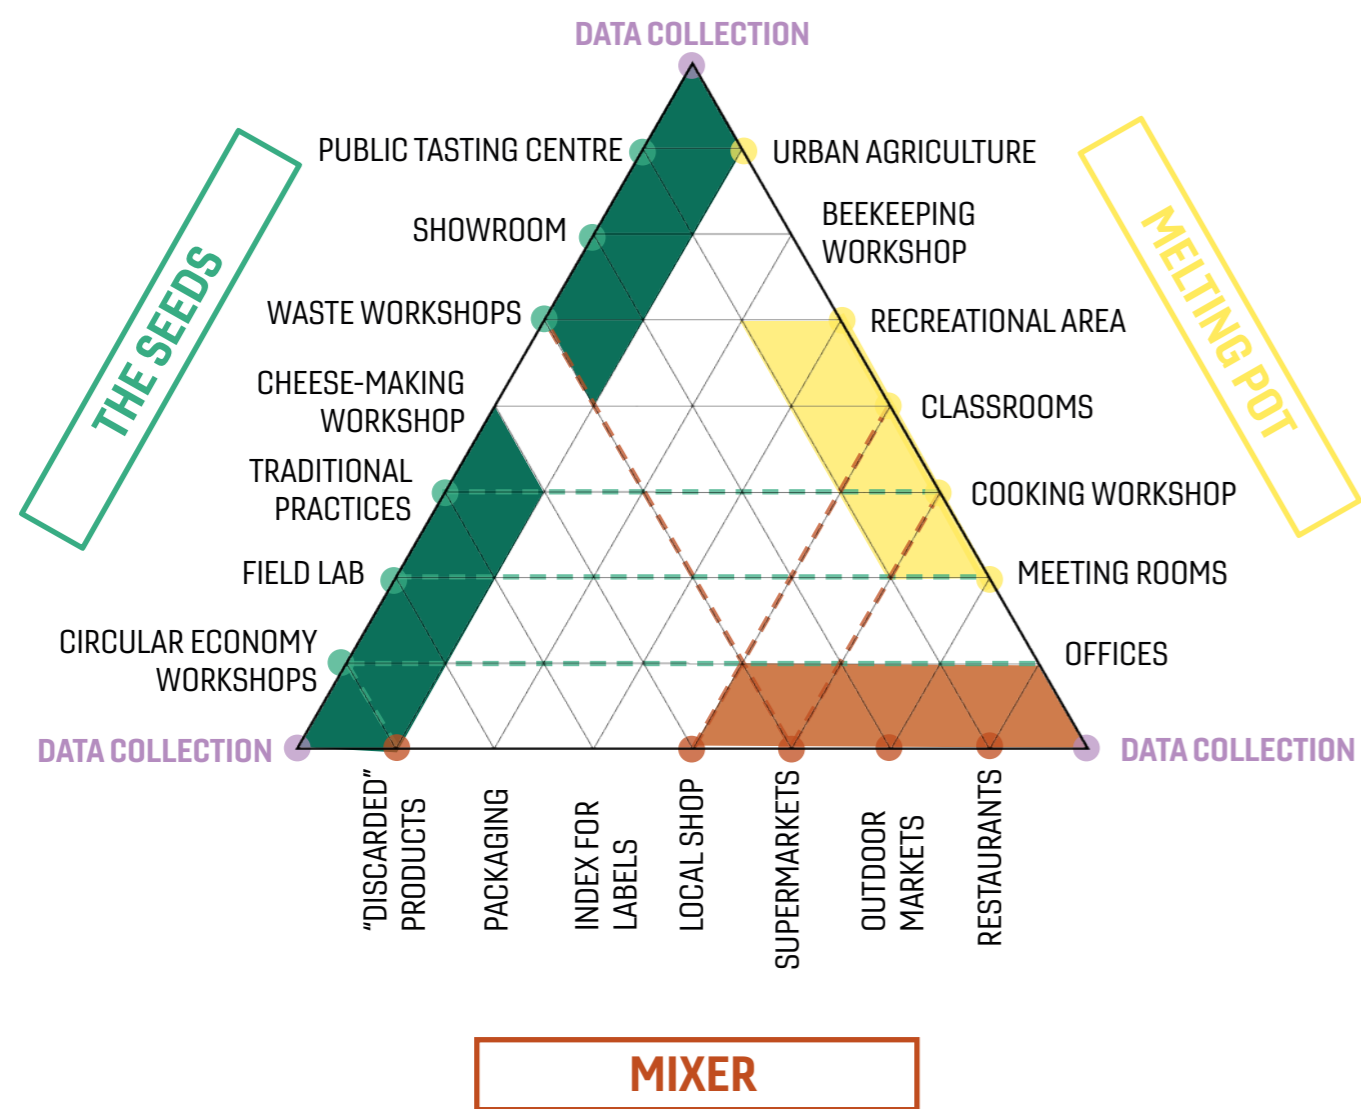 DATA COLLECTION
PUBLIC TASTING CENTRE
URBAN AGRICULTURE
SHOWROOM
BEEKEEPING
WORKSHOP
THE SEEDS
MELTING POT
WASTE WORKSHOPS
RECREATIONAL AREA
CHEESE-MAKING
WORKSHOP
CLASSROOMS
TRADITIONAL
PRACTICES
COOKING WORKSHOP
FIELD LAB
MEETING ROOMS
CIRCULAR ECONOMY
WORKSHOPS
OFFICES
DATA COLLECTION
DATA COLLECTION
“DISCARDED”
PRODUCTS
PACKAGING
INDEX FOR
LABELS
LOCAL SHOP
SUPERMARKETS
OUTDOOR
MARKETS
RESTAURANTS
MIXER